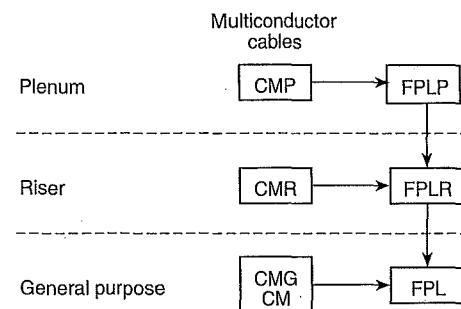 Multiconductor
cables
Plenum
CMP
FPLP
Riser
CMR
FPLR
General purpose
CMG
CM
FPL